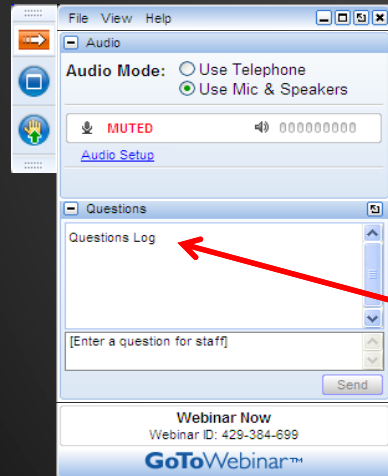 File View Help
Audio
Audio Mode: Use Telephone
Use Mic & Speakers
MUTED 000000000
Audio Setup
Questions
Questions Log
[Enter a question for staff]
Send
Webinar Now
Webinar ID: 429-384-699
GoToWebinar™